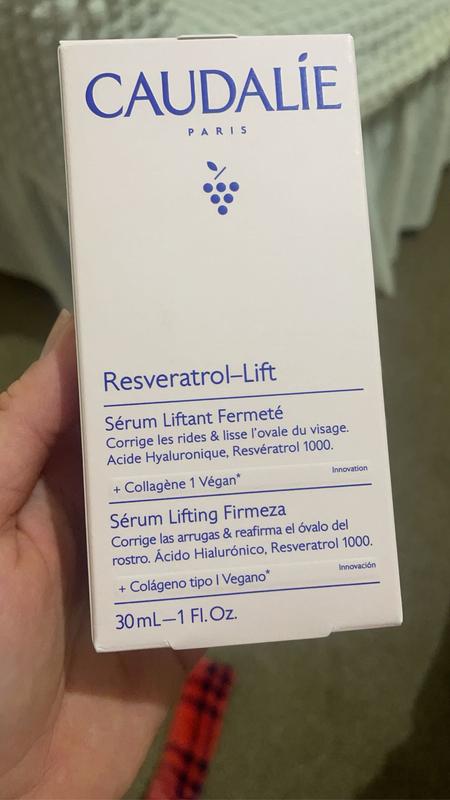 CAUDALÍE
PARIS
Resveratrol–Lift
Sérum Liftant Fermeté
Corrige les rides & lisse l'ovale du visage.
Acide Hyaluronique, Resvératrol 1000.
Innovation
+ Collagène 1 Végan*
Sérum Lifting Firmeza
Corrige las arrugas & reafirma el óvalo del
rostro. Ácido Hialurónico, Resveratrol 1000.
Innovación
+ Colágeno tipo I Vegano*
30 mL—1 Fl. Oz.